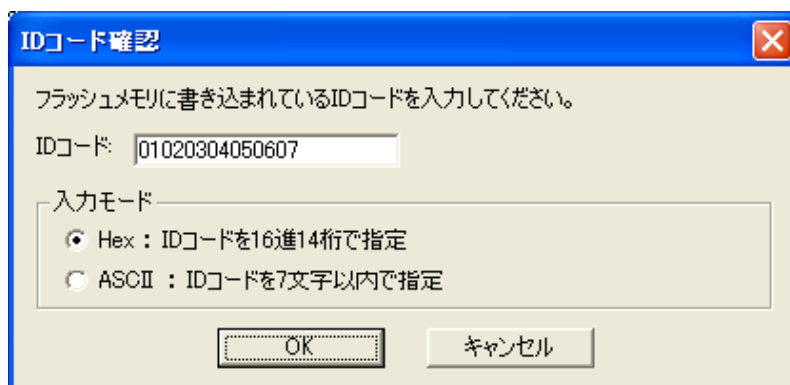 IDコード確認
フラッシュメモリに書き込まれているIDコードを入力してください。
IDコード: 01020304050607
入力モード
Hex : IDコードを16進14桁で指定
ASCII : IDコードを7文字以内で指定
OK キャンセル